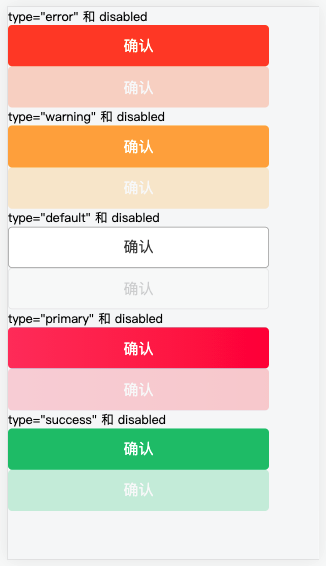 type="error" 和 disabled
确认
确认
type="warning" 和 disabled
确认
确认
type="default" 和 disabled
确认
确认
type="primary" 和 disabled
确认
确认
type="success" 和 disabled
确认
确认